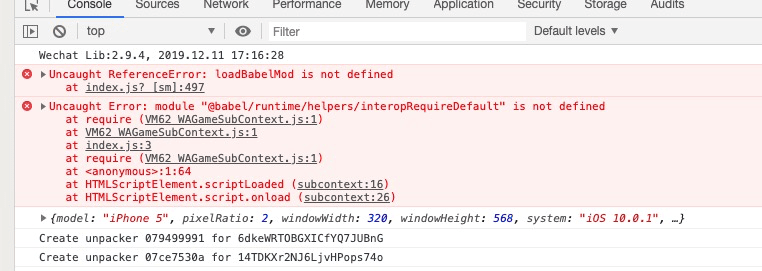 Console Sources Network Performance Memory Application Security Storage Audits
top Filter Default levels
Wechat Lib:2.9.4, 2019.12.11 17:16:28
Uncaught ReferenceError: loadBabelMod is not defined
at index.js? [sm]:497
Uncaught Error: module "@babel/runtime/helpers/interopRequireDefault" is not defined
at require (VM62 WAGameSubContext.js:1)
at VM62 WAGameSubContext.js:1
at index.js:3
at require (VM62 WAGameSubContext.js:1)
at <anonymous>:1:64
at HTMLScriptElement.scriptLoaded (subcontext:16)
at HTMLScriptElement.script.onload (subcontext:26)
{model: "iPhone 5", pixelRatio: 2, windowWidth: 320, windowHeight: 568, system: "iOS 10.0.1", …}
Create unpacker 079499991 for 6dkeWRTOBGXICfYQ7JUBnG
Create unpacker 07ce7530a for 14TDKXr2NJ6LjvHPops74o